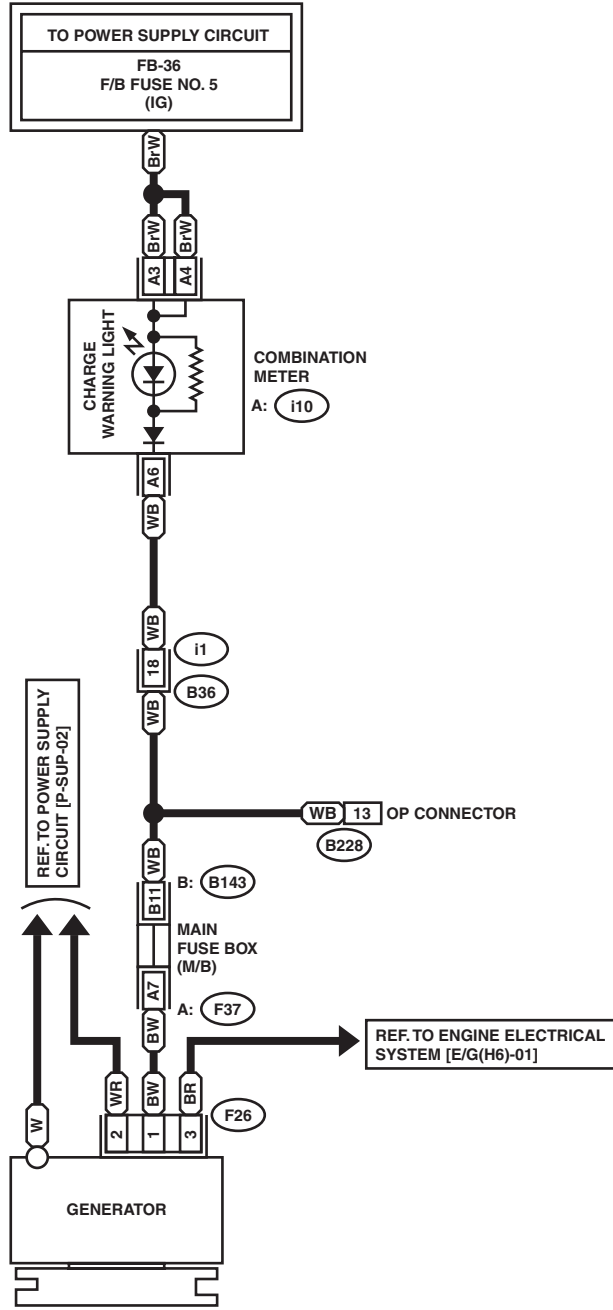 TO POWER SUPPLY CIRCUIT
FB-36
F/B FUSE NO. 5
(IG)
BrW
BrW
BrW
A3
A4
CHARGE
WARNING LIGHT
COMBINATION
METER
A: i10
A6
WB
WB
i1
18
B36
WB
REF. TO POWER SUPPLY
CIRCUIT [P-SUP-02]
WB 13 OP CONNECTOR
B228
WB
B: B143
B11
MAIN
FUSE BOX
(M/B)
A7
A: F37
BW
REF. TO ENGINE ELECTRICAL
SYSTEM [E/G(H6)-01]
WR
BW
BR
F26
W
2
1
3
GENERATOR